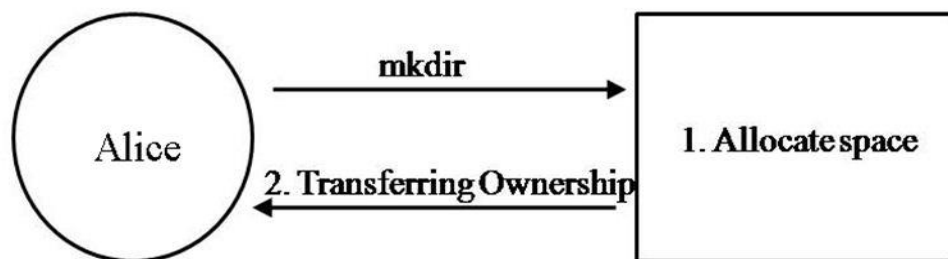 mkdir
Alice
1. Allocate space
2. Transferring Ownership